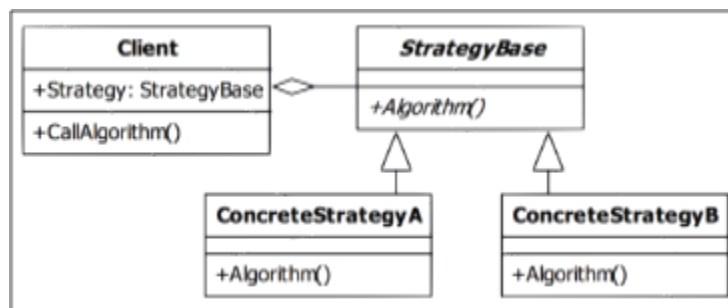 Client
+Strategy: StrategyBase
+CallAlgorithm()
StrategyBase
+Algorithm()
ConcreteStrategyA
+Algorithm()
ConcreteStrategyB
+Algorithm()